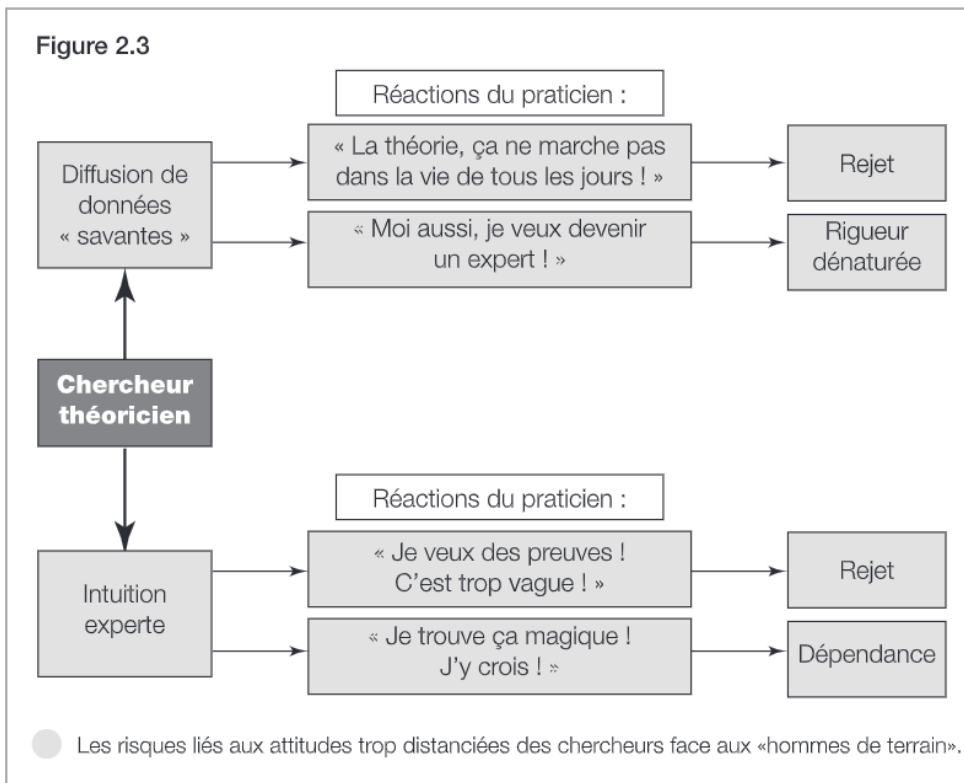 Figure 2.3
Réactions du praticien :
Diffusion de
données
« savantes »
« La théorie, ça ne marche pas
dans la vie de tous les jours ! »
Rejet
« Moi aussi, je veux devenir
un expert ! »
Rigueur
dénaturée
Chercheur
théoricien
Réactions du praticien :
Intuition
experte
« Je veux des preuves !
C'est trop vague ! »
Rejet
« Je trouve ça magique !
J'y crois ! »
Dépendance
Les risques liés aux attitudes trop distanciées des chercheurs face aux «hommes de terrain».